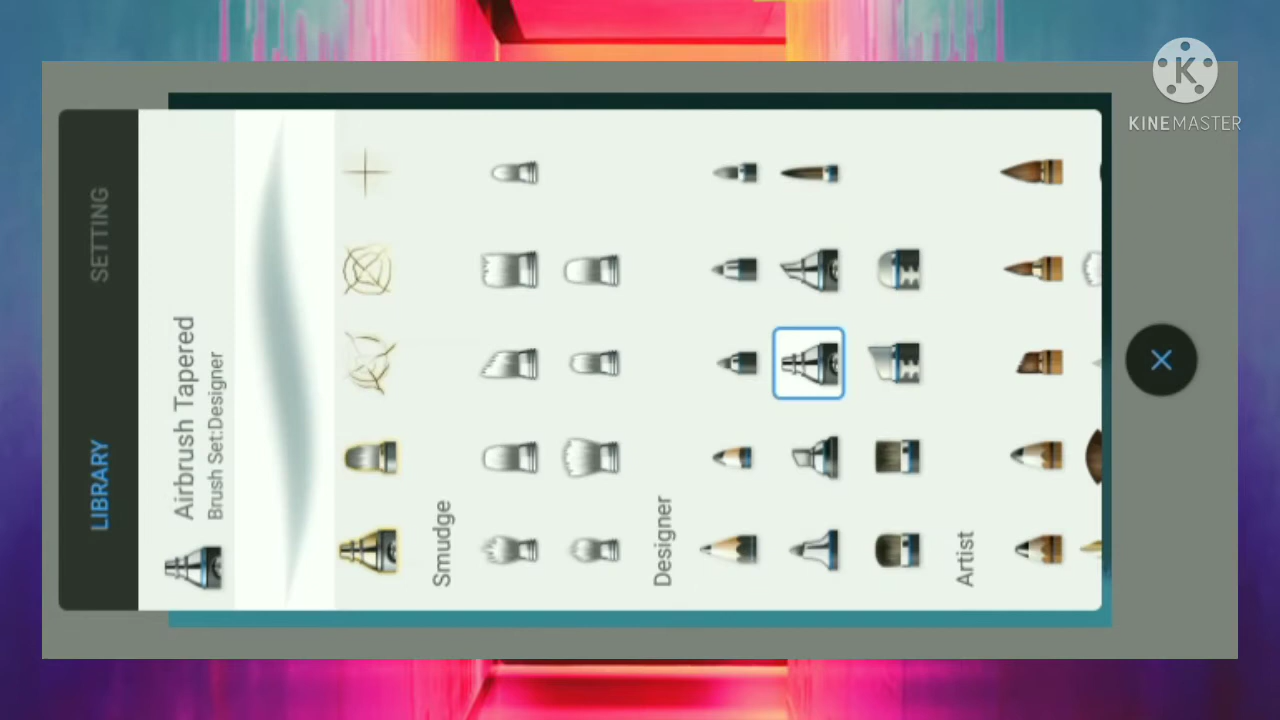 LIBRARY
SETTING
Airbrush Tapered
Brush Set:Designer
Smudge
Designer
Artist
K
KINEMASTER